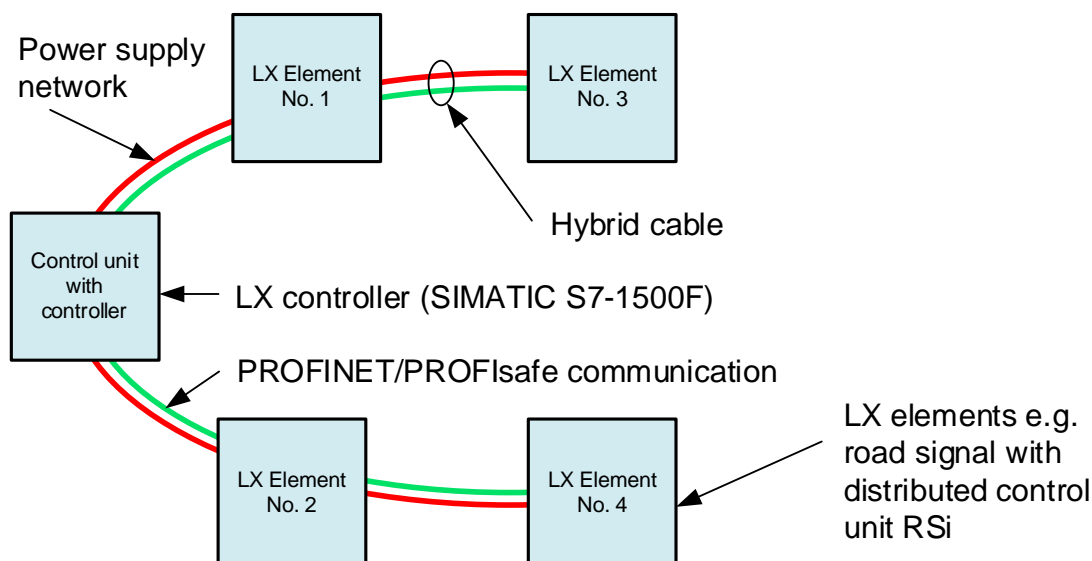 Power supply
network
LX Element
No. 1
LX Element
No. 3
Hybrid cable
Control unit
with
controller
LX controller (SIMATIC S7-1500F)
PROFINET/PROFIsafe communication
LX Element
No. 2
LX Element
No. 4
LX elements e.g.
road signal with
distributed control
unit RSi